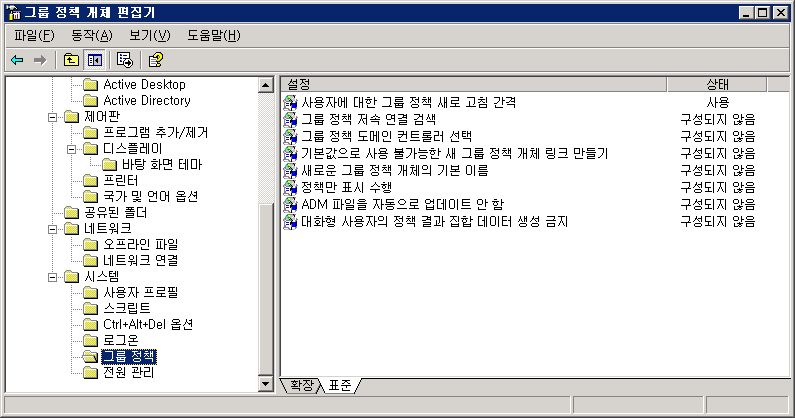 그룹 정책 개체 편집기
파일(F) 동작(A) 보기(V) 도움말(H)
Active Desktop
Active Directory
제어판
프로그램 추가/제거
디스플레이
바탕 화면 테마
프린터
국가 및 언어 옵션
공유된 폴더
네트워크
오프라인 파일
네트워크 연결
시스템
사용자 프로필
스크립트
Ctrl+Alt+Del 옵션
로그온
그룹 정책
전원 관리
설정 상태
사용자에 대한 그룹 정책 새로 고침 간격 사용
그룹 정책 저속 연결 검색 구성되지 않음
그룹 정책 도메인 컨트롤러 선택 구성되지 않음
기본값으로 사용 불가능한 새 그룹 정책 개체 링크 만들기 구성되지 않음
새로운 그룹 정책 개체의 기본 이름 구성되지 않음
정책만 표시 수행 구성되지 않음
ADM 파일을 자동으로 업데이트 안 함 구성되지 않음
대화형 사용자의 정책 결과 집합 데이터 생성 금지 구성되지 않음
확장 표준